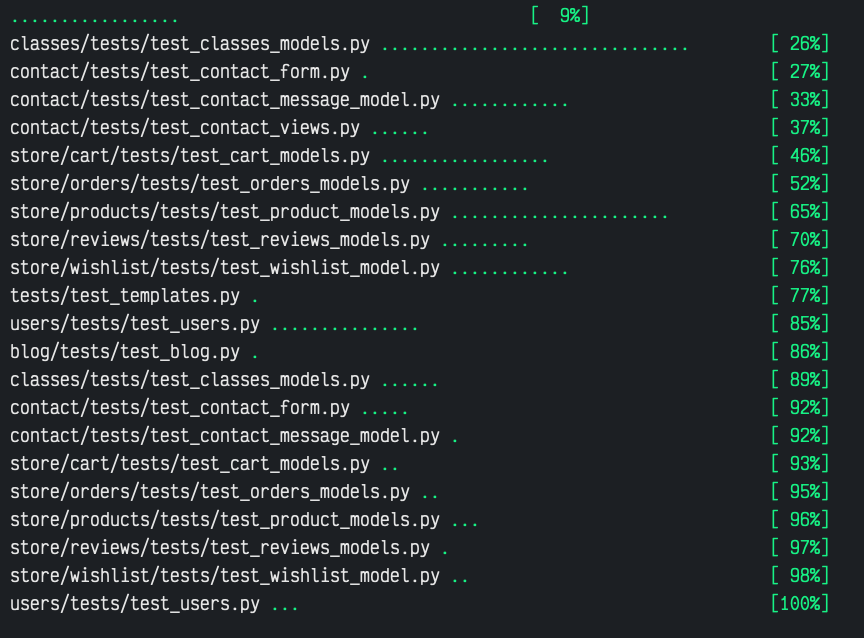 ................. [  9%]
classes/tests/test_classes_models.py ............................... [ 26%]
contact/tests/test_contact_form.py . [ 27%]
contact/tests/test_contact_message_model.py ............ [ 33%]
contact/tests/test_contact_views.py ...... [ 37%]
store/cart/tests/test_cart_models.py ................. [ 46%]
store/orders/tests/test_orders_models.py ........... [ 52%]
store/products/tests/test_product_models.py ...................... [ 65%]
store/reviews/tests/test_reviews_models.py ......... [ 70%]
store/wishlist/tests/test_wishlist_model.py ............ [ 76%]
tests/test_templates.py . [ 77%]
users/tests/test_users.py ............... [ 85%]
blog/tests/test_blog.py . [ 86%]
classes/tests/test_classes_models.py ...... [ 89%]
contact/tests/test_contact_form.py ..... [ 92%]
contact/tests/test_contact_message_model.py . [ 92%]
store/cart/tests/test_cart_models.py .. [ 93%]
store/orders/tests/test_orders_models.py .. [ 95%]
store/products/tests/test_product_models.py ... [ 96%]
store/reviews/tests/test_reviews_models.py . [ 97%]
store/wishlist/tests/test_wishlist_model.py .. [ 98%]
users/tests/test_users.py ... [100%]